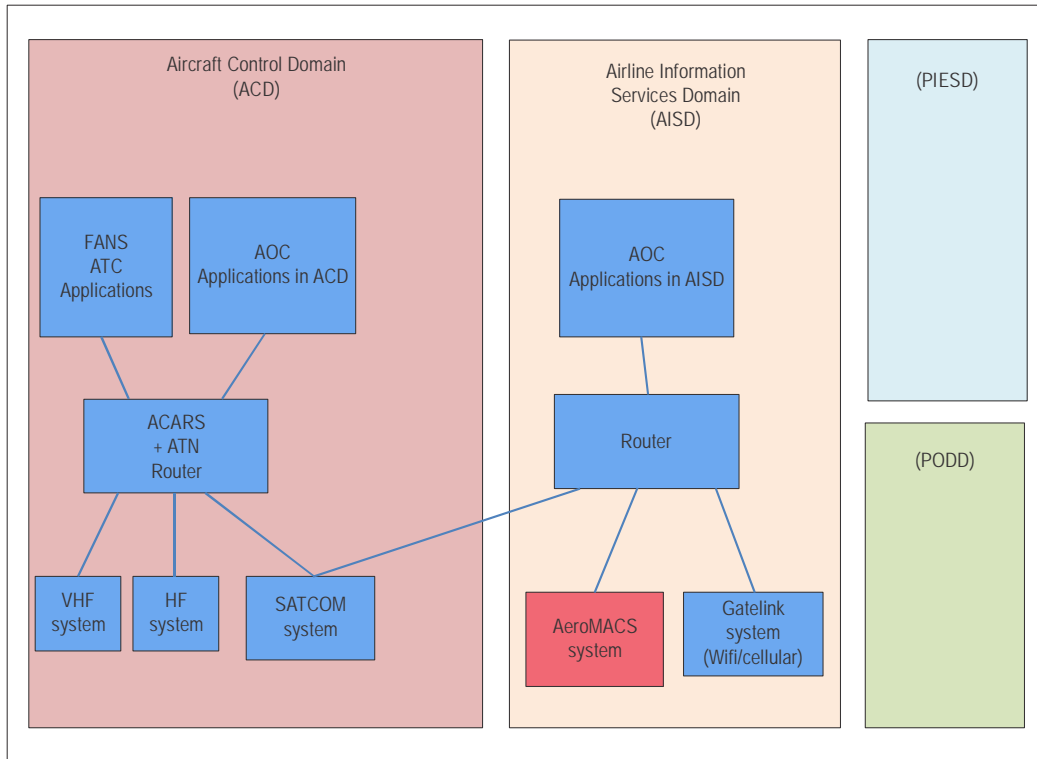 Aircraft Control Domain
(ACD)
Airline Information
Services Domain
(AISD)
(PIESD)
FANS
ATC
Applications
AOC
Applications in ACD
AOC
Applications in AISD
ACARS
+ ATN
Router
Router
(PODD)
VHF
system
HF
system
SATCOM
system
AeroMACS
system
Gatelink
system
(Wifi/cellular)